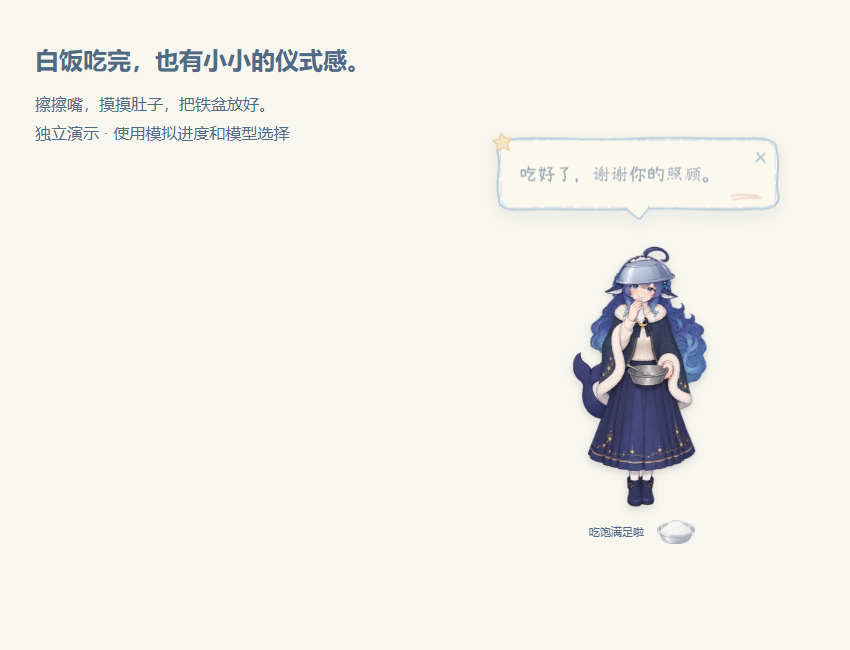 白饭吃完，也有小小的仪式感。
擦擦嘴，摸摸肚子，把铁盆放好。
独立演示 · 使用模拟进度和模型选择
吃好了，谢谢你的照顾。
吃饱满足啦